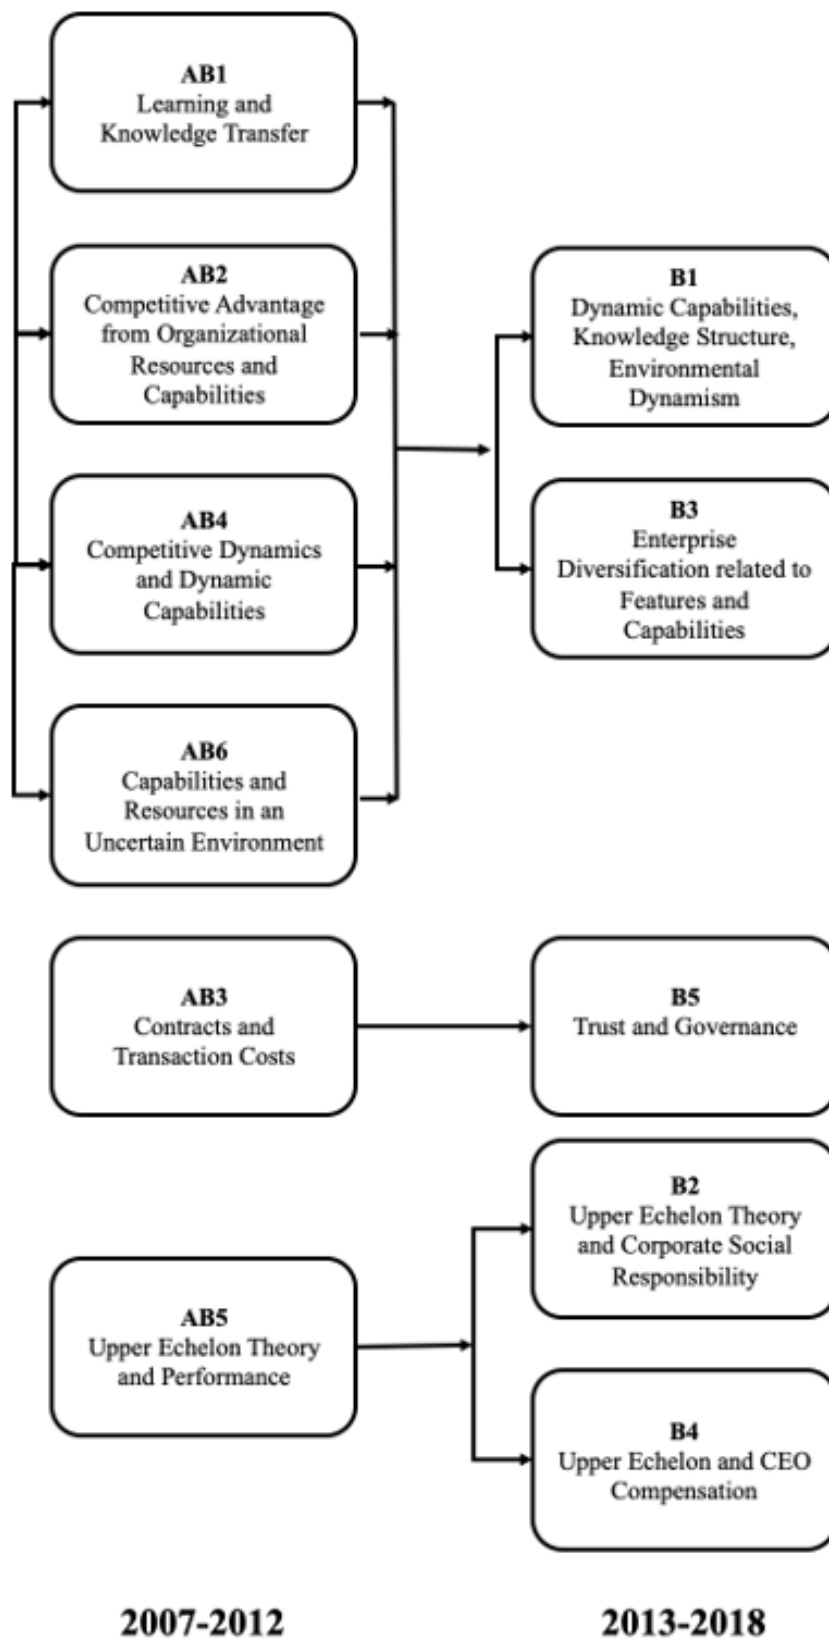 AB1
Learning and
Knowledge Transfer
AB2
Competitive Advantage
from Organizational
Resources and
Capabilities
AB4
Competitive Dynamics
and Dynamic
Capabilities
AB6
Capabilities and
Resources in an
Uncertain Environment
AB3
Contracts and
Transaction Costs
AB5
Upper Echelon Theory
and Performance
2007-2012
B1
Dynamic Capabilities,
Knowledge Structure,
Environmental
Dynamism
B3
Enterprise
Diversification related to
Features and
Capabilities
B5
Trust and Governance
B2
Upper Echelon Theory
and Corporate Social
Responsibility
B4
Upper Echelon and CEO
Compensation
2013-2018